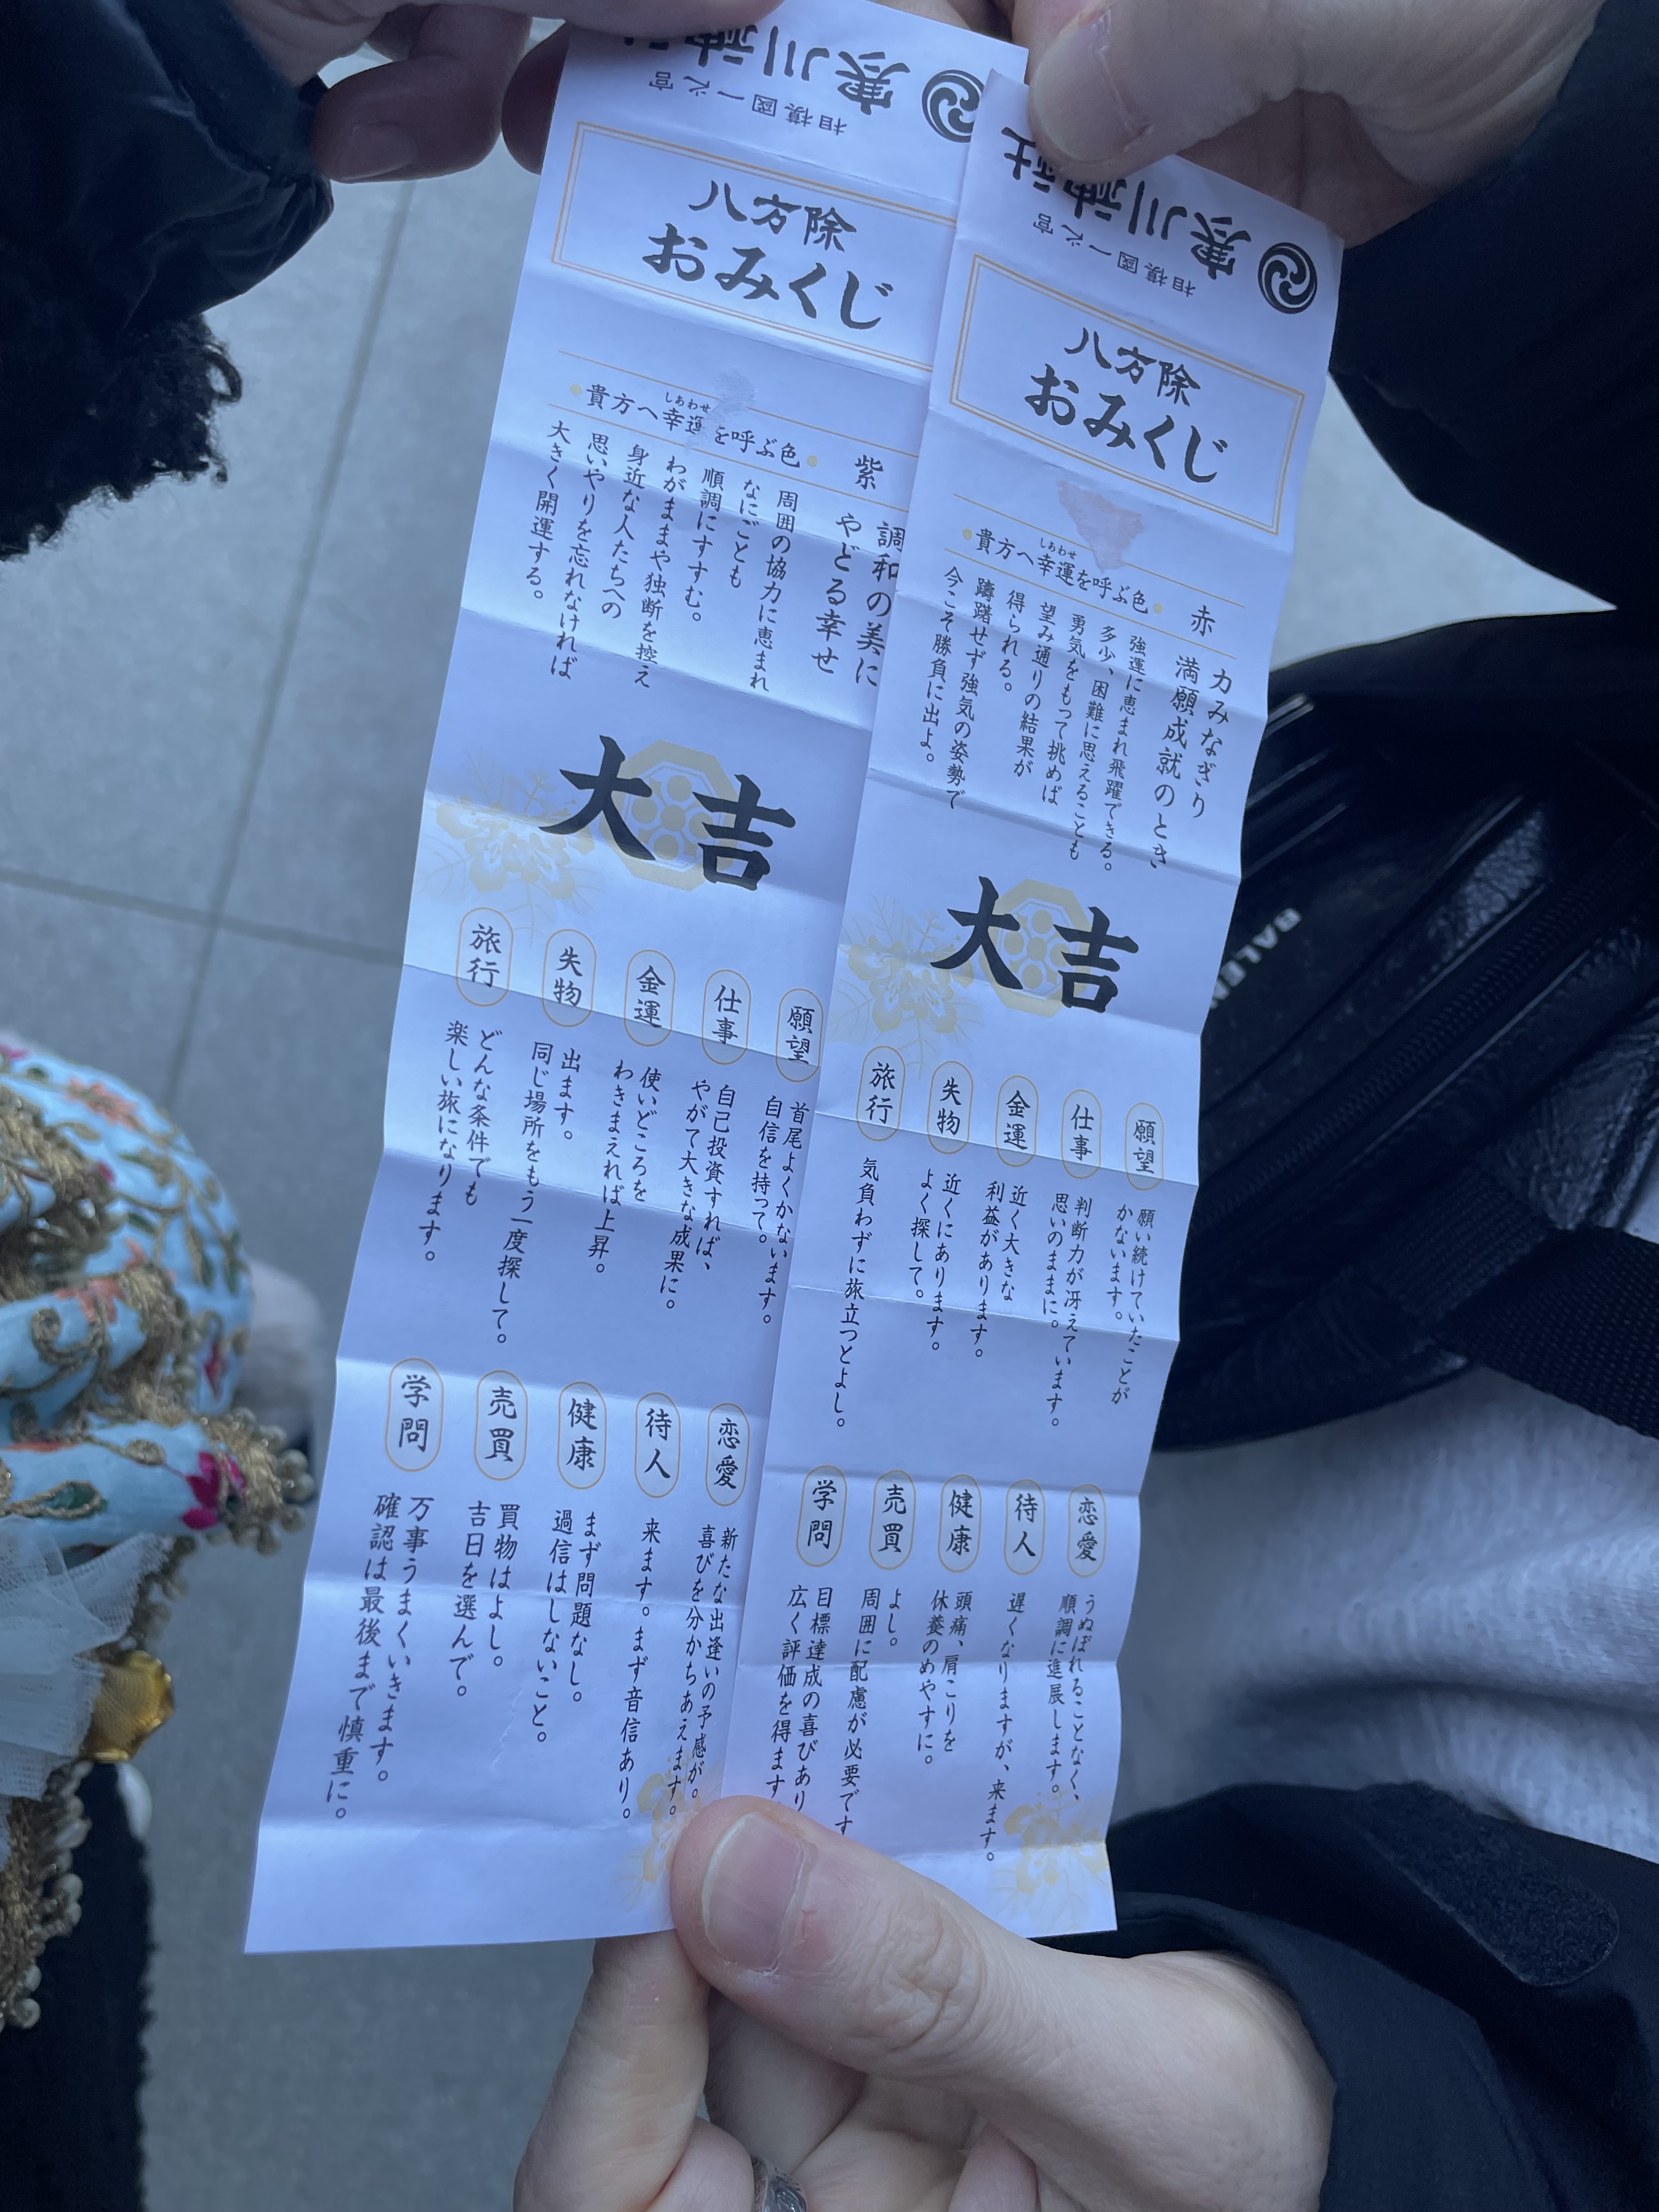 相模國一之宮
寒川神社
八方除
おみくじ
貴方へ幸運を呼ぶ色
しあわせ
紫
調和の美に
やどる幸せ
周囲の協力に恵まれ
なにごとも
順調にすすむ。
わがままや独断を控え
身近な人たちへの
思いやりを忘れなければ
大きく開運する。
大吉
願望
首尾よくかないます。
自信を持って。
仕事
自己投資すれば、
やがて大きな成果に。
金運
使いどころを
わきまえれば上昇。
失物
出ます。
同じ場所をもう一度探して。
旅行
どんな条件でも
楽しい旅になります。
恋愛
新たな出逢いの予感が。
喜びを分かちあえます。
待人
来ます。まず音信あり。
健康
まず問題なし。
過信はしないこと。
売買
買物はよし。
吉日を選んで。
学問
万事うまくいきます。
確認は最後まで慎重に。
相模國一之宮
寒川神社
八方除
おみくじ
貴方へ幸運を呼ぶ色
しあわせ
赤
力みなぎり
満願成就のとき
強運に恵まれ飛躍できる。
多少、困難に思えることも
勇気をもって挑めば
望み通りの結果が
得られる。
躊躇せず強気の姿勢で
今こそ勝負に出よ。
大吉
願望
願い続けていたことが
かないます。
仕事
判断力が冴えています。
思いのままに。
金運
近く大きな
利益があります。
失物
近くにあります。
よく探して。
旅行
気負わずに旅立つとよし。
恋愛
うぬぼれることなく、
順調に進展します。
待人
遅くなりますが、来ます。
健康
頭痛、肩こりを
休養のめやすに。
売買
よし。
周囲に配慮が必要です
学問
目標達成の喜びあり
広く評価を得ます